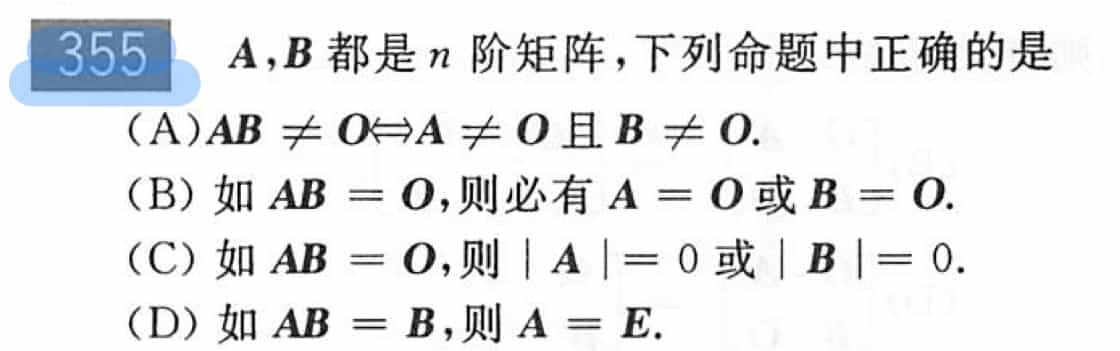 355 A,B 都是 n 阶矩阵,下列命题中正确的是
(A)AB ≠ O⇔A ≠ O 且 B ≠ O.
(B) 如 AB = O,则必有 A = O 或 B = O.
(C) 如 AB = O,则 | A | = 0 或 | B | = 0.
(D) 如 AB = B,则 A = E.